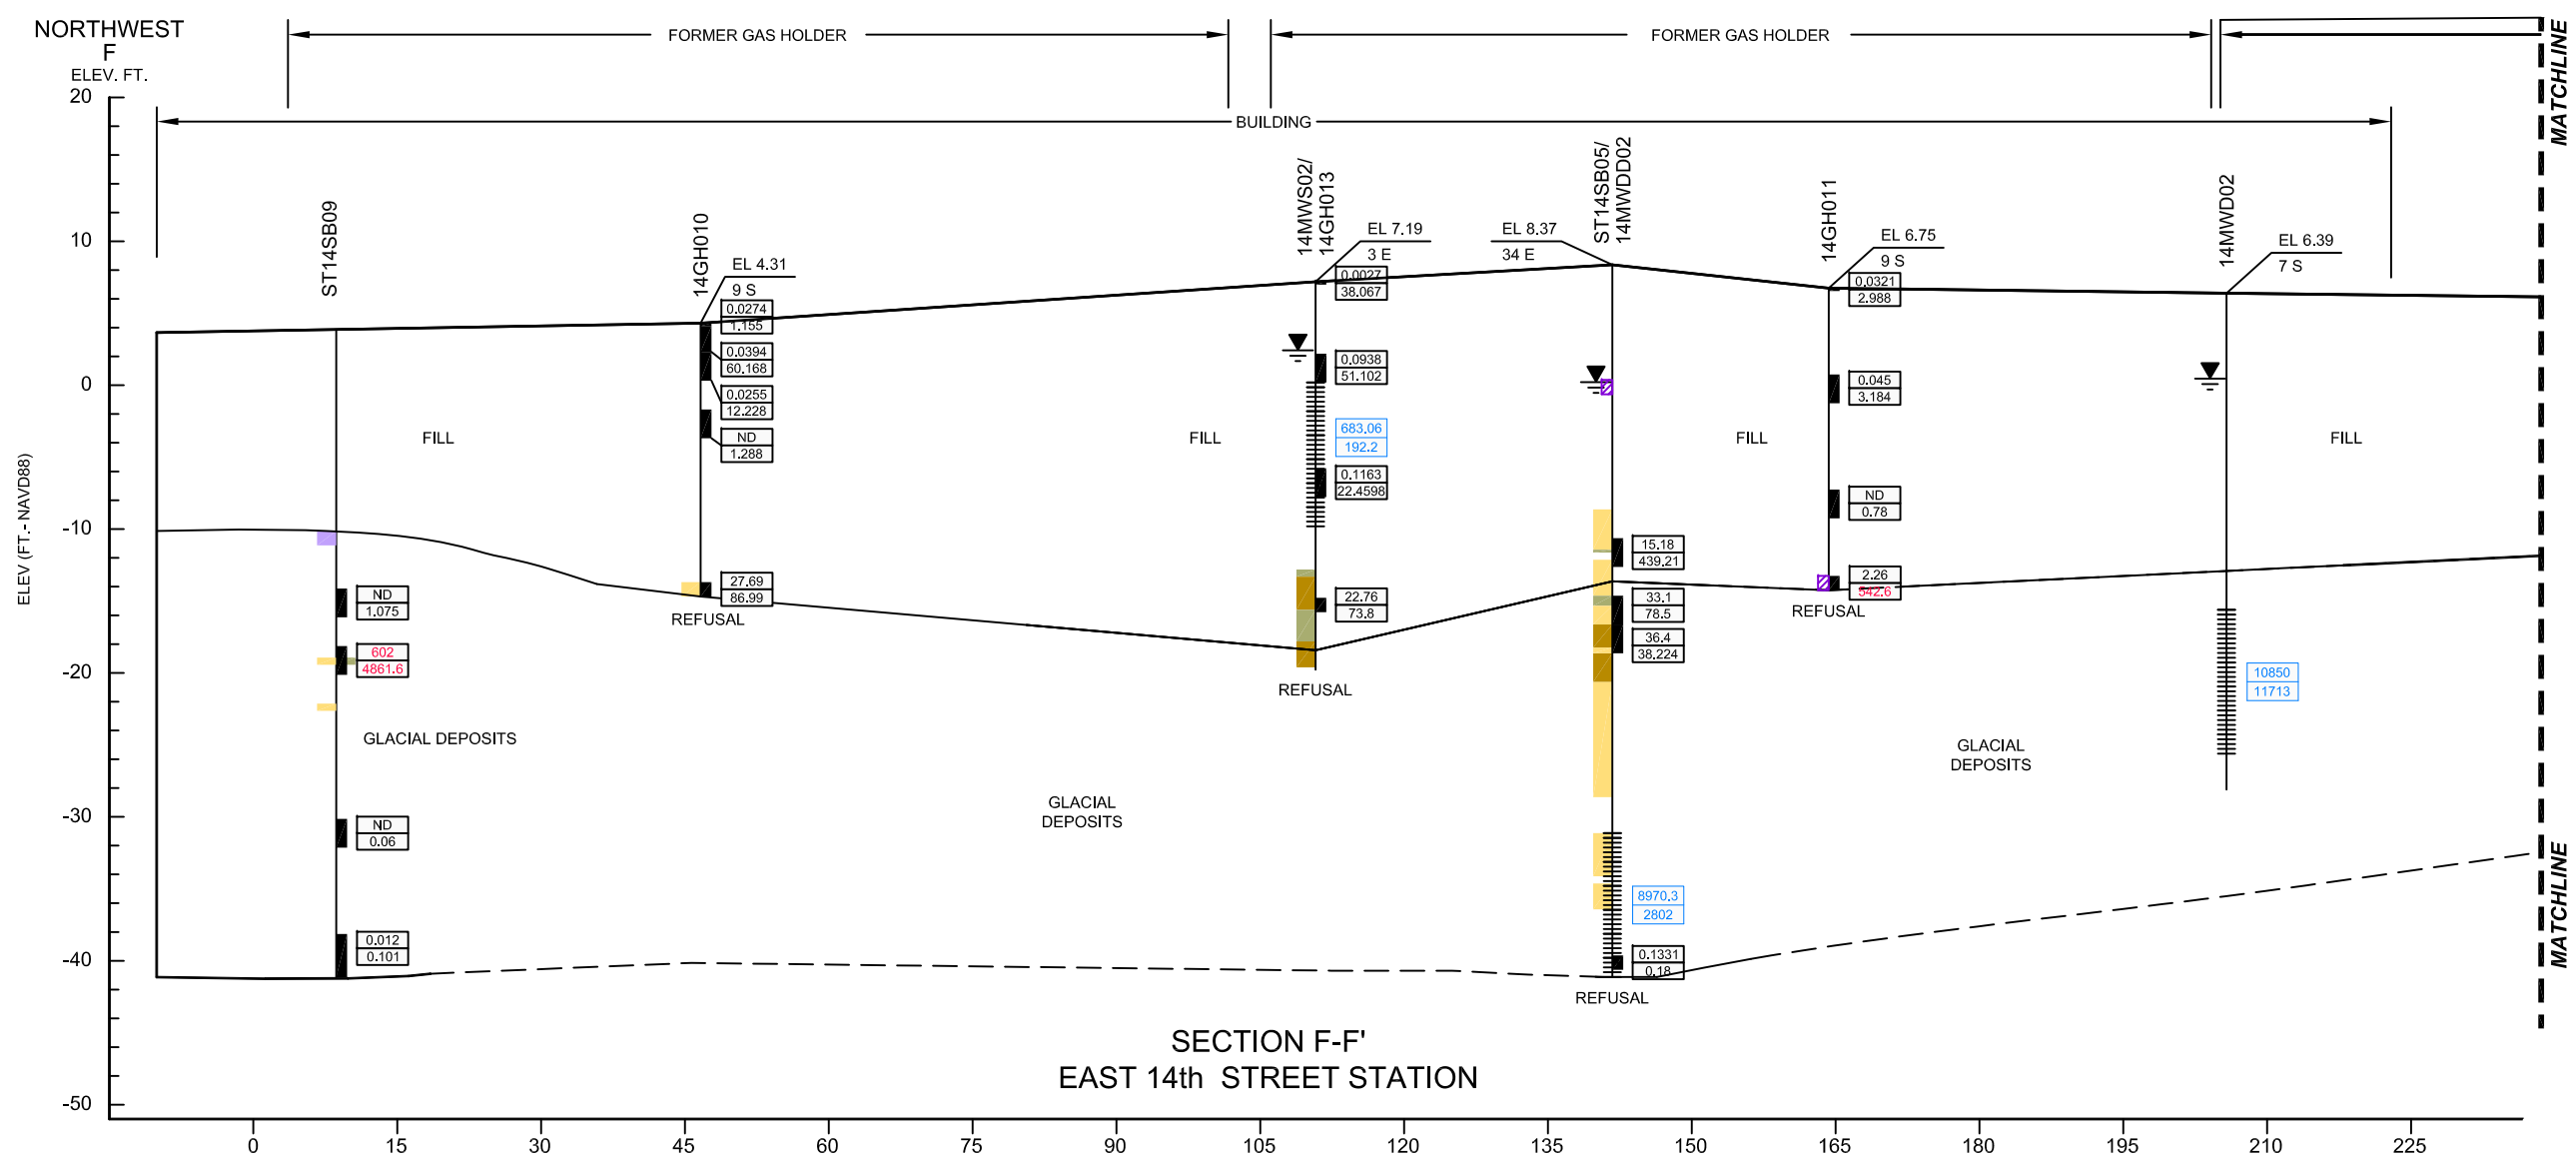 NORTHWEST
F
ELEV. FT.
FORMER GAS HOLDER
FORMER GAS HOLDER
MATCHLINE
BUILDING
20
10
0
-10
-20
-30
-40
-50
ELEV (FT. - NAVD88)
ST14SB09
14GH010
EL 4.31
9 S
14MWS02/
14GH013
EL 7.19
3 E
ST14SB05/
14MWDD02
EL 8.37
34 E
14GH011
EL 6.75
9 S
14MWD02
EL 6.39
7 S
0.0274
1.155
0.0394
60.168
0.0255
12.228
ND
1.288
27.69
86.99
REFUSAL
0.0027
38.067
0.0938
51.102
683.06
192.2
0.1163
22.4598
22.76
73.8
REFUSAL
15.18
439.21
33.1
78.5
36.4
38.224
8970.3
2802
0.1331
0.18
REFUSAL
0.0321
2.988
0.045
3.184
ND
0.78
2.26
542.6
REFUSAL
10850
11713
ND
1.075
602
4861.6
ND
0.06
0.012
0.101
FILL
FILL
FILL
FILL
GLACIAL DEPOSITS
GLACIAL
DEPOSITS
GLACIAL
DEPOSITS
MATCHLINE
SECTION F-F'
EAST 14th STREET STATION
0 15 30 45 60 75 90 105 120 135 150 165 180 195 210 225